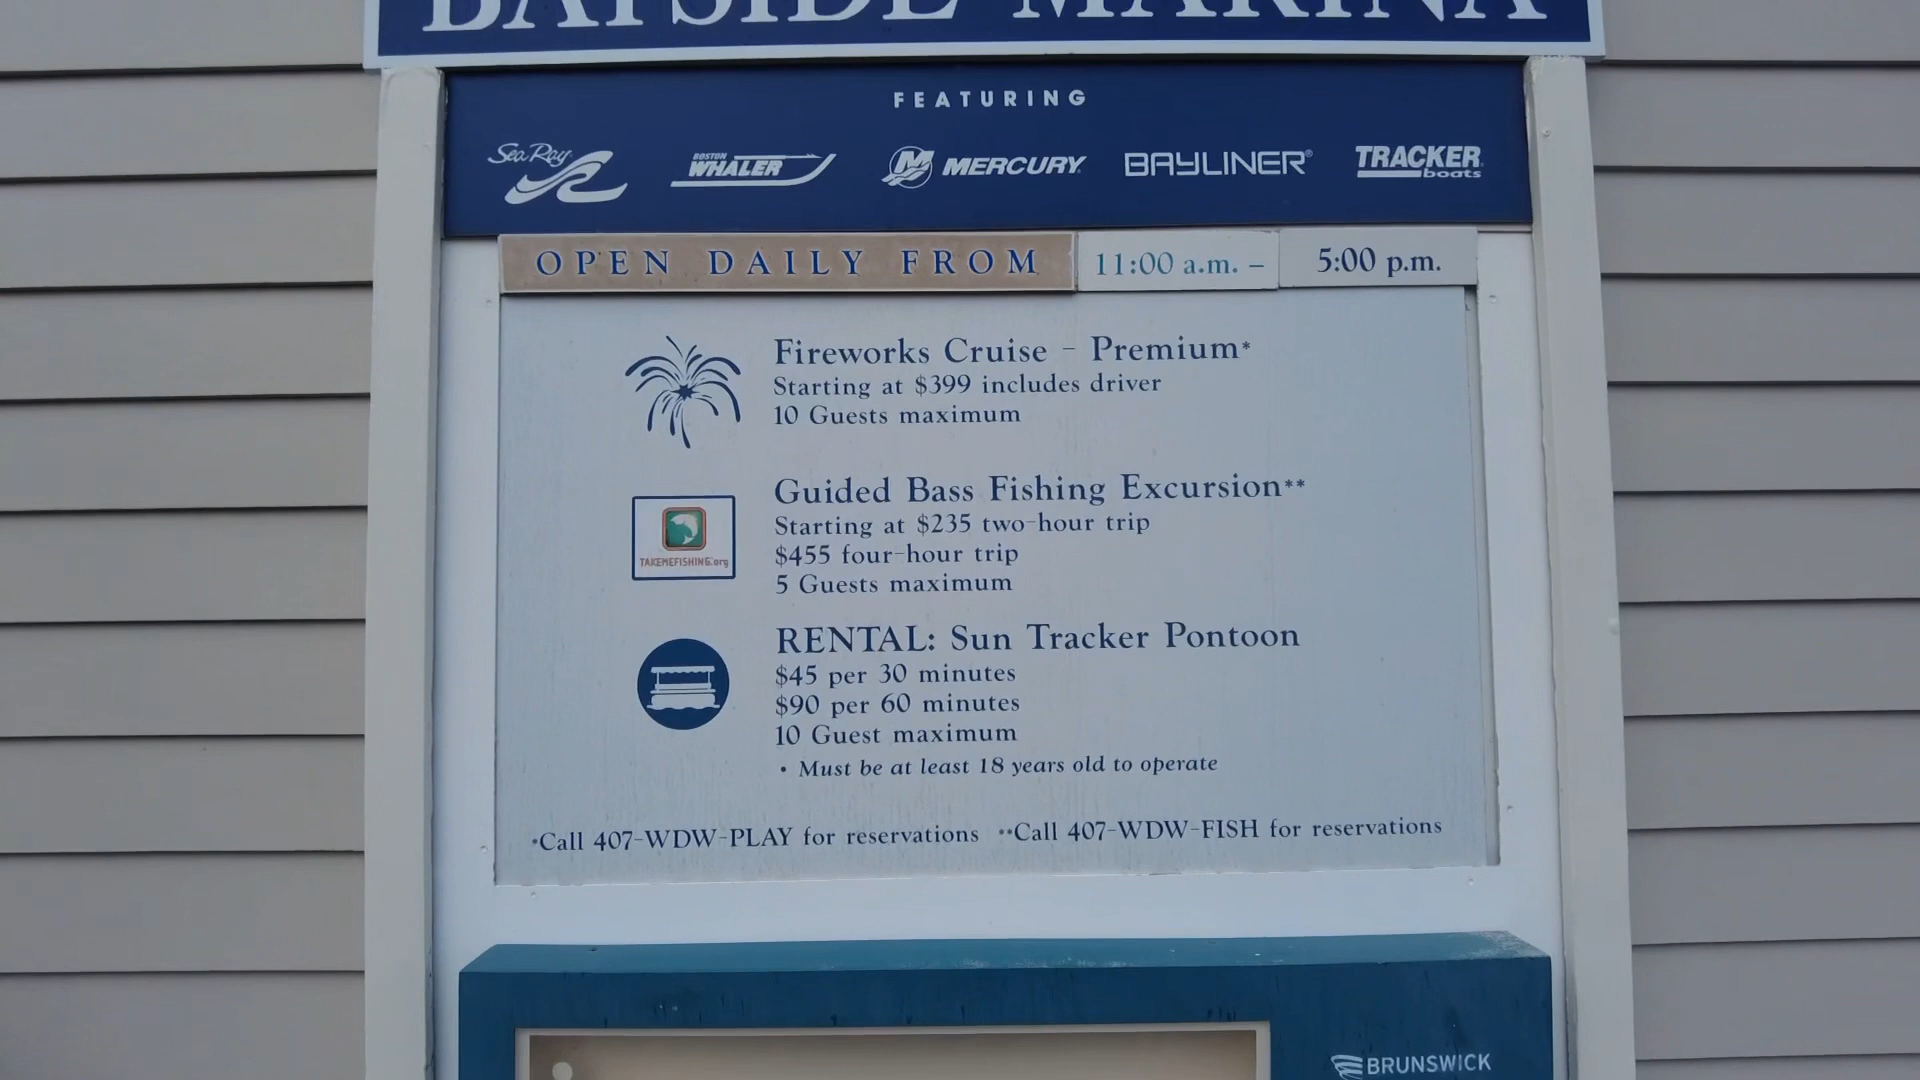 BAYSIDE MARINA
FEATURING
Sea Ray BOSTON WHALER MERCURY BAYLINER® TRACKER boats
OPEN DAILY FROM 11:00 a.m. – 5:00 p.m.
Fireworks Cruise – Premium*
Starting at $399 includes driver
10 Guests maximum
Guided Bass Fishing Excursion**
Starting at $235 two-hour trip
$455 four-hour trip
5 Guests maximum
TAKEMEFISHING.org
RENTAL: Sun Tracker Pontoon
$45 per 30 minutes
$90 per 60 minutes
10 Guest maximum
• Must be at least 18 years old to operate
*Call 407-WDW-PLAY for reservations **Call 407-WDW-FISH for reservations
BRUNSWICK